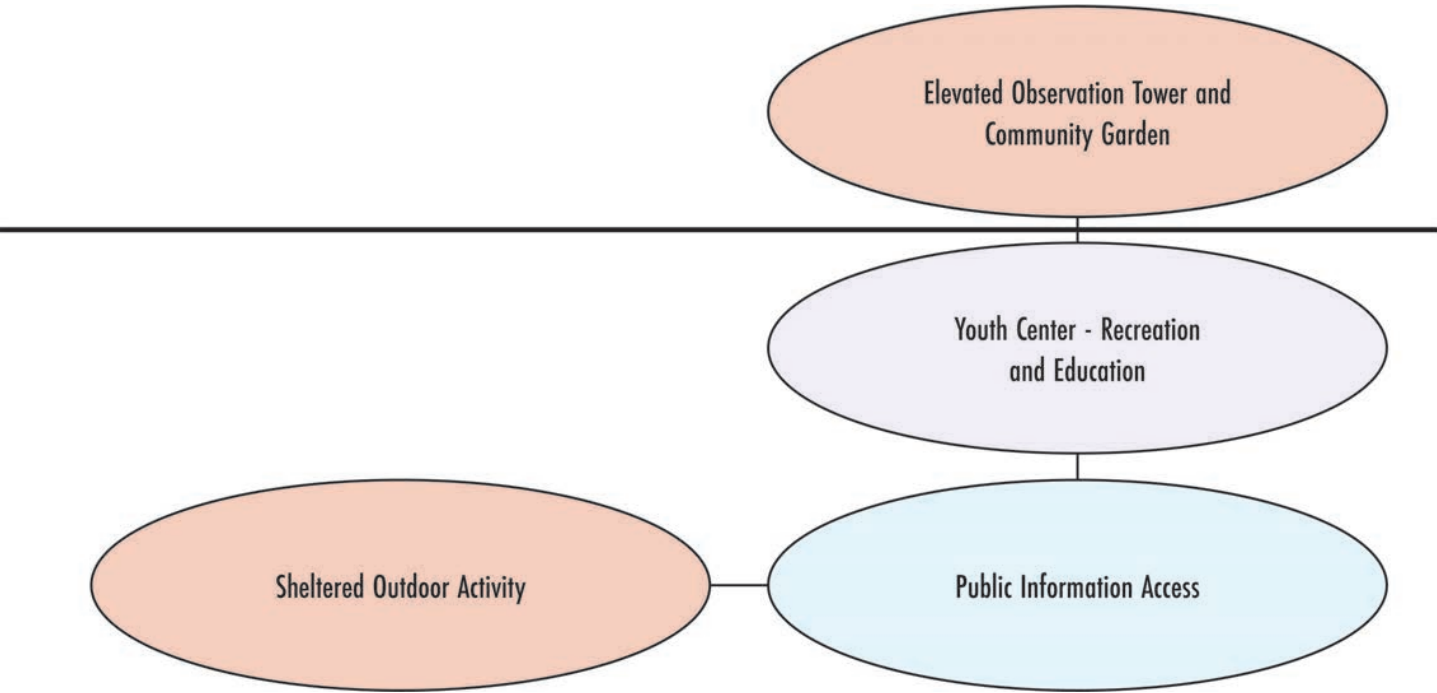 Elevated Observation Tower and
Community Garden
Youth Center - Recreation
and Education
Sheltered Outdoor Activity
Public Information Access